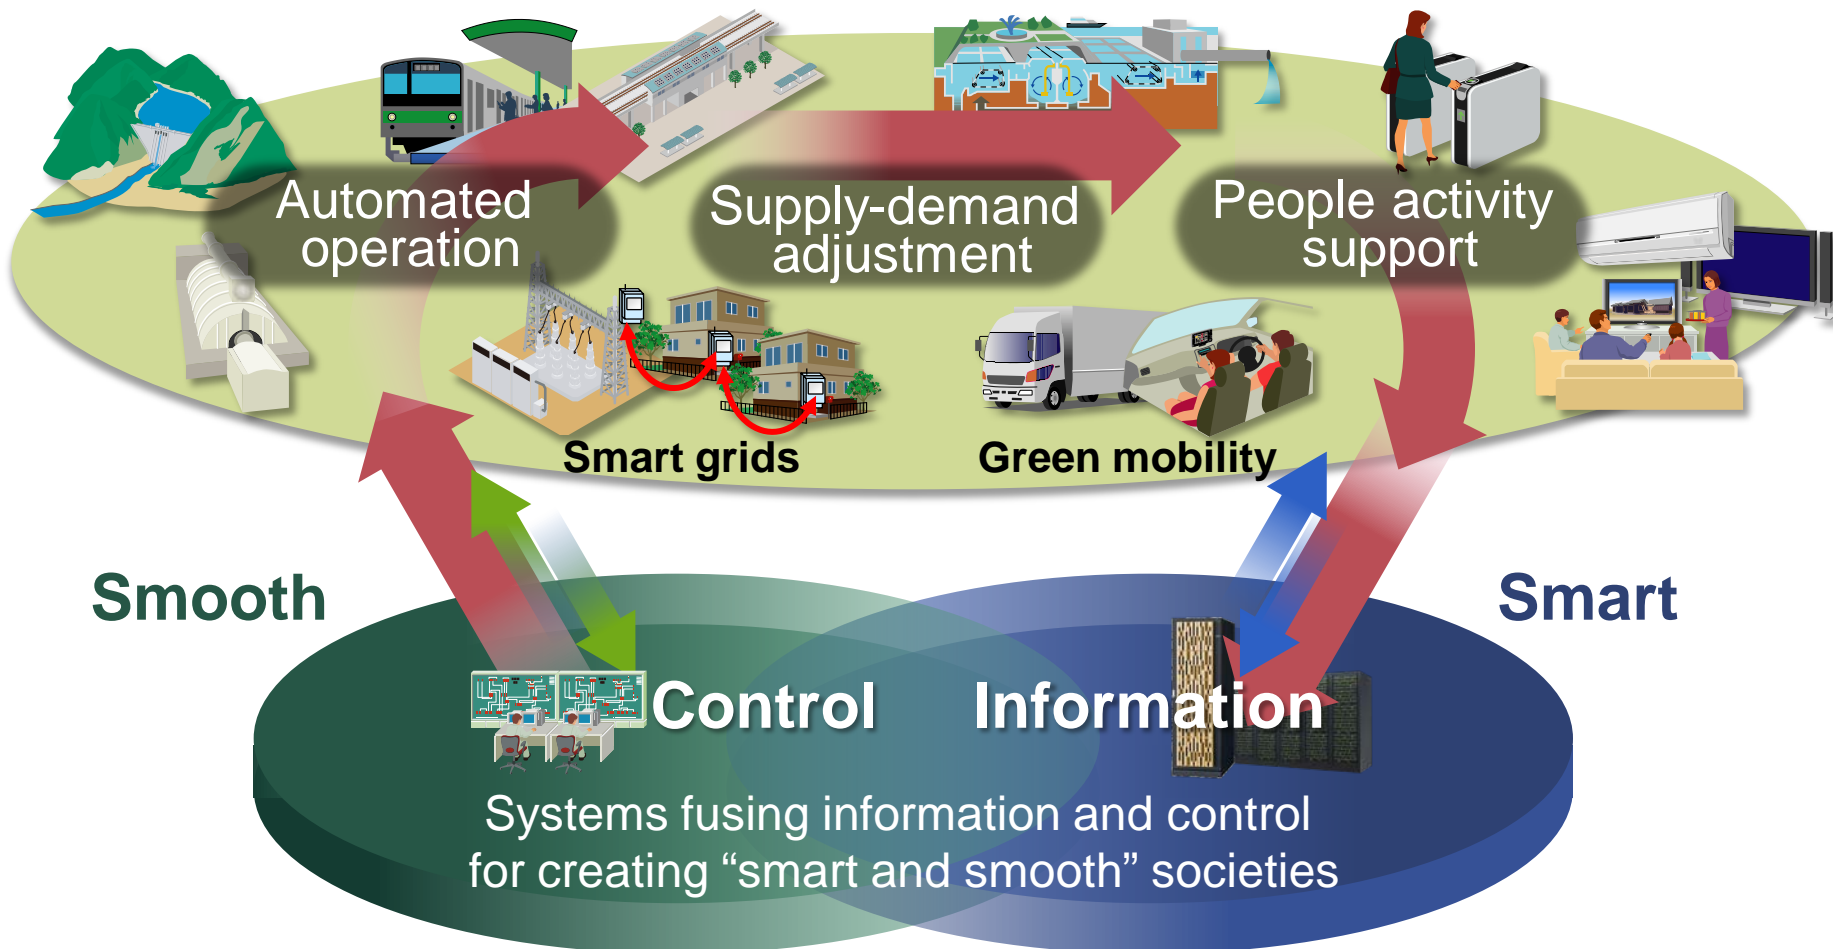 Automated
operation
Supply-demand
adjustment
People activity
support
Smart grids
Green mobility
Smooth
Smart
Control
Information
Systems fusing information and control
for creating “smart and smooth” societies